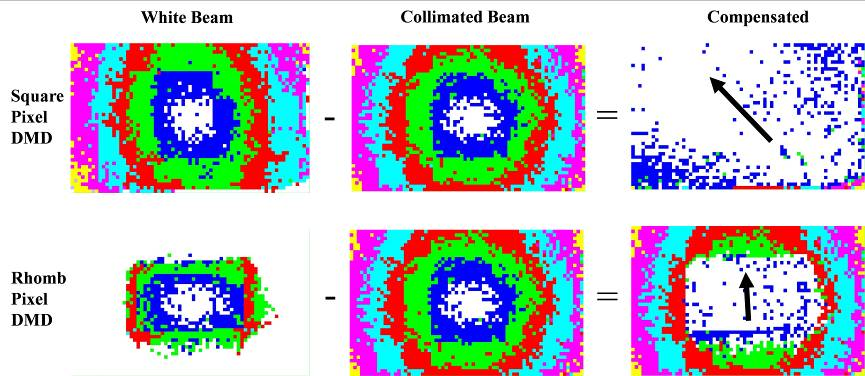 White Beam
Collimated Beam
Compensated
Square
Pixel
DMD
-
=
Rhomb
Pixel
DMD
-
=